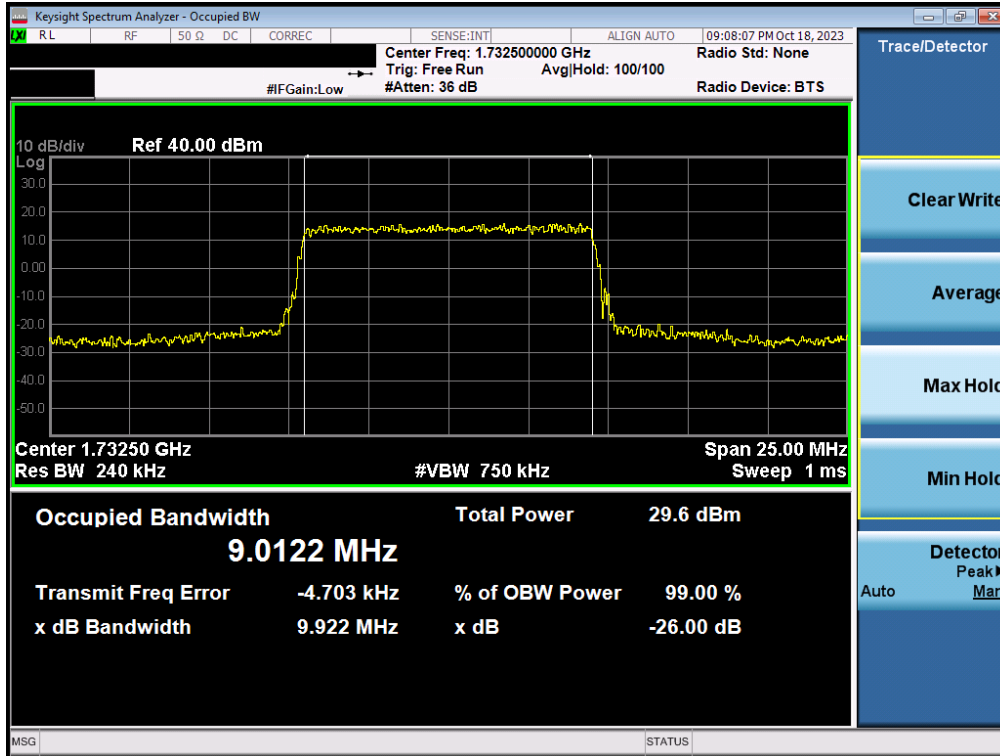 Keysight Spectrum Analyzer - Occupied BW
LXI RL RF 50 Ω DC CORREC SENSE:INT ALIGN AUTO 09:08:07 PM Oct 18, 2023
Center Freq: 1.732500000 GHz Radio Std: None
Trig: Free Run Avg|Hold: 100/100
#IFGain:Low #Atten: 36 dB Radio Device: BTS
Trace/Detector
10 dB/div Ref 40.00 dBm
Log
30.0
20.0
10.0
0.00
-10.0
-20.0
-30.0
-40.0
-50.0
Center 1.73250 GHz Span 25.00 MHz
Res BW 240 kHz #VBW 750 kHz Sweep 1 ms
Occupied Bandwidth Total Power 29.6 dBm
9.0122 MHz
Transmit Freq Error -4.703 kHz % of OBW Power 99.00 %
x dB Bandwidth 9.922 MHz x dB -26.00 dB
Clear Write
Average
Max Hold
Min Hold
Detector
Peak
Auto Man
MSG STATUS